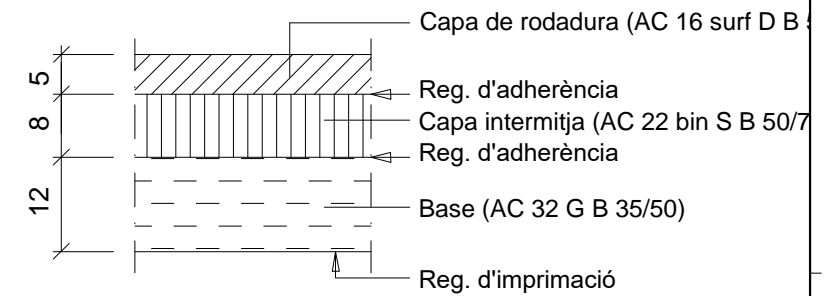 Capa de rodadura (AC 16 surf D B
5
Reg. d'adherència
8
Capa intermitja (AC 22 bin S B 50/7
Reg. d'adherència
12
Base (AC 32 G B 35/50)
Reg. d'imprimació